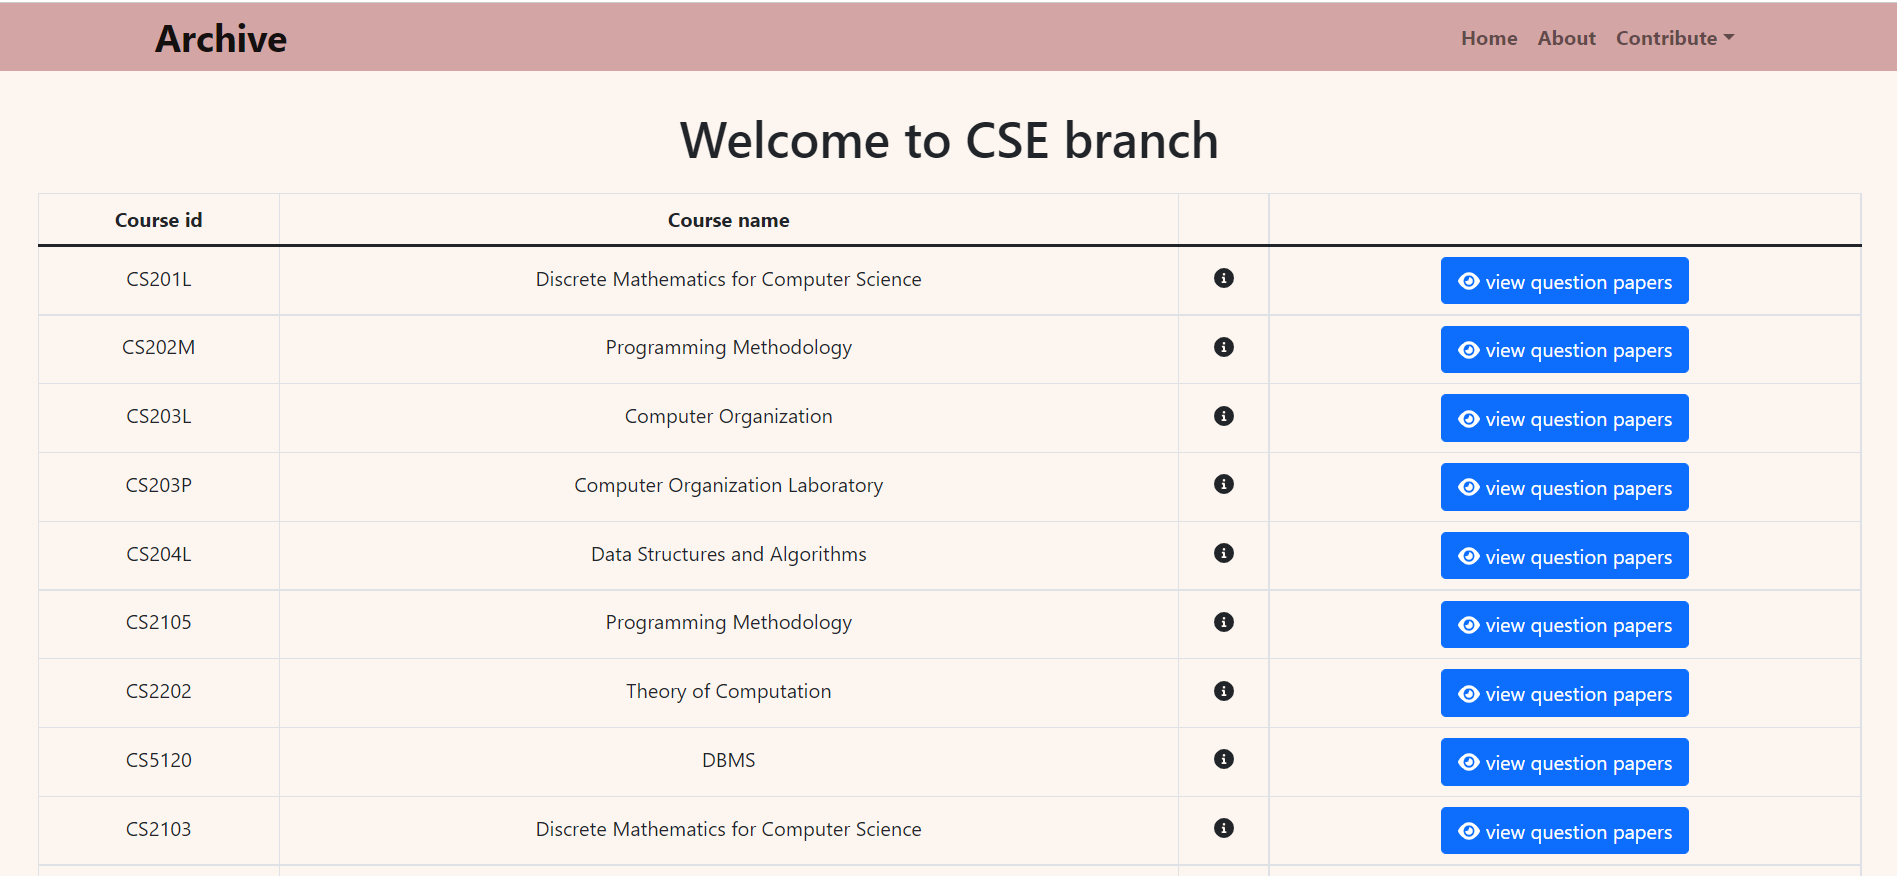 Archive
Home About Contribute
Welcome to CSE branch
Course id Course name
CS201L Discrete Mathematics for Computer Science view question papers
CS202M Programming Methodology view question papers
CS203L Computer Organization view question papers
CS203P Computer Organization Laboratory view question papers
CS204L Data Structures and Algorithms view question papers
CS2105 Programming Methodology view question papers
CS2202 Theory of Computation view question papers
CS5120 DBMS view question papers
CS2103 Discrete Mathematics for Computer Science view question papers